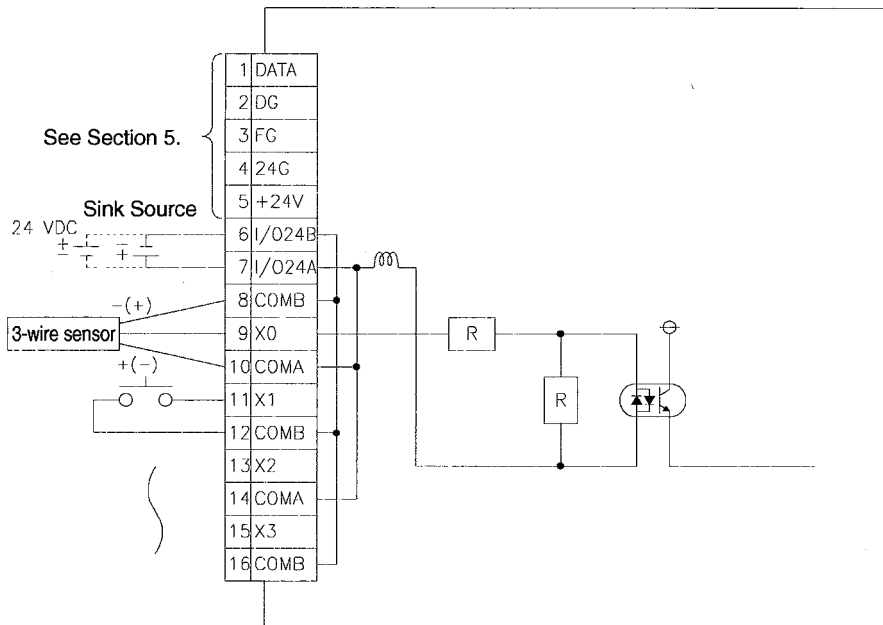 1 DATA
2 DG
See Section 5.
3 FG
4 24G
5 +24V
Sink Source
24 VDC
+ - - +
6 I/O24B
7 I/O24A
-(+)
8 COMB
3-wire sensor
9 X0
R
+(-)
10 COMA
R
11 X1
12 COMB
13 X2
14 COMA
15 X3
16 COMB